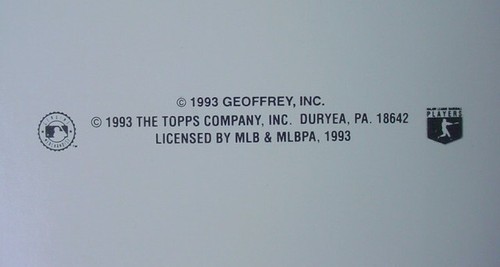 © 1993 GEOFFREY, INC.
© 1993 THE TOPPS COMPANY, INC. DURYEA, PA. 18642
LICENSED BY MLB & MLBPA, 1993
PLAYERS